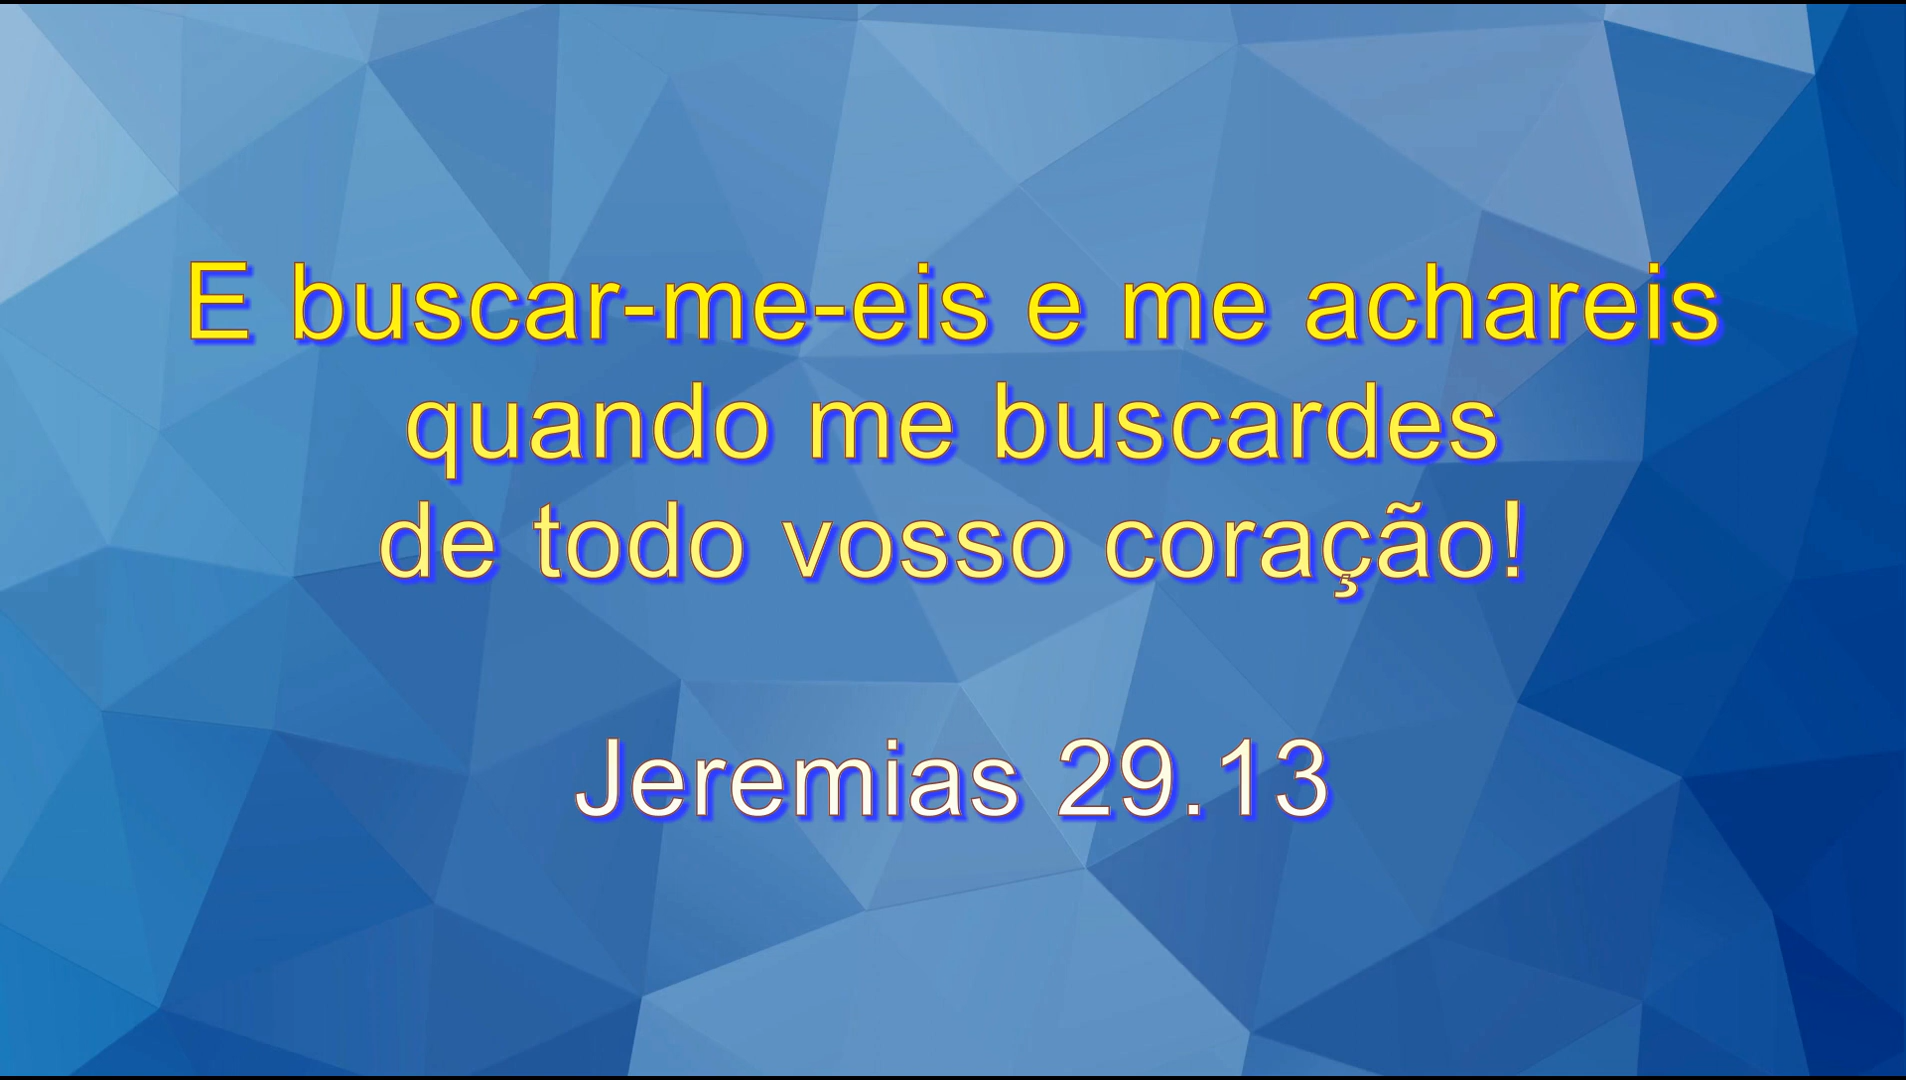 E buscar-me-eis e me achareis
quando me buscardes
de todo vosso coração!
Jeremias 29.13